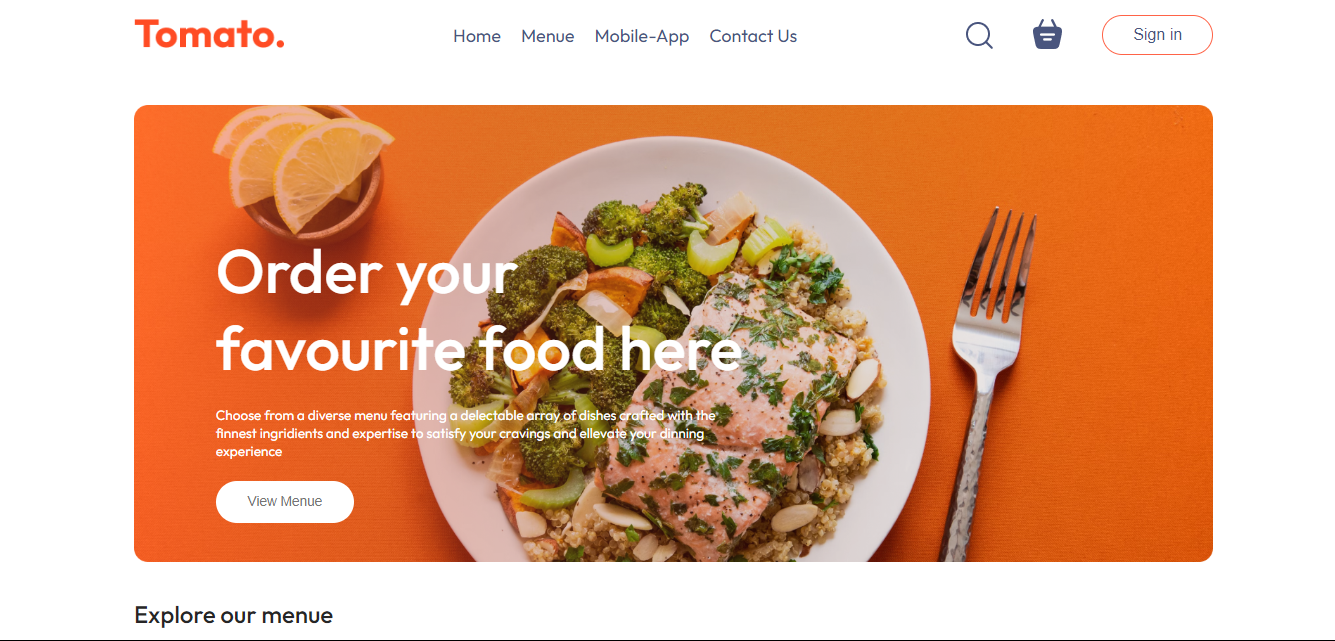 Tomato.
Home Menue Mobile-App Contact Us
Sign in
Order your
favourite food here
Choose from a diverse menu featuring a delectable array of dishes crafted with the
finnest ingridients and expertise to satisfy your cravings and ellevate your dinning
experience
View Menue
Explore our menue